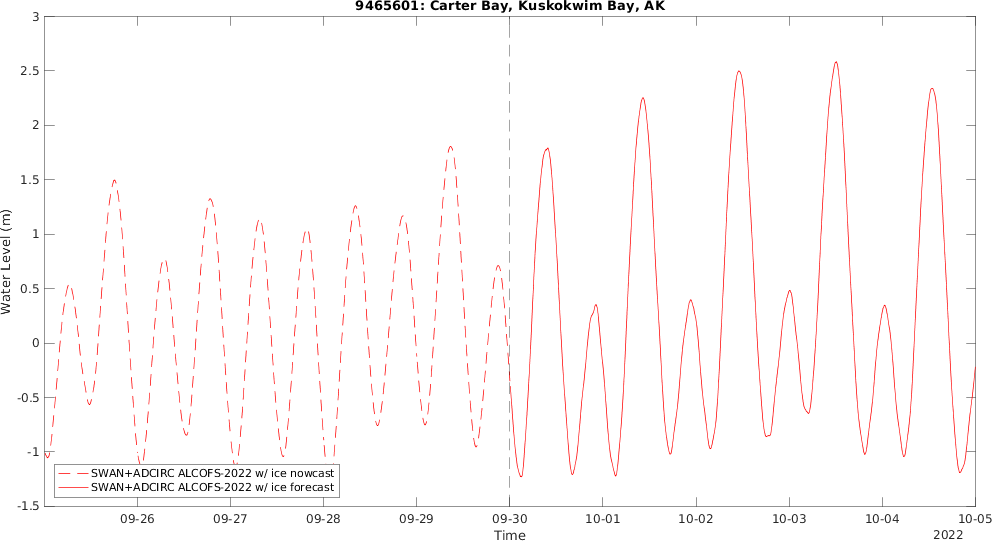 9465601: Carter Bay, Kuskokwim Bay, AK
3
2.5
2
1.5
1
0.5
0
-0.5
-1
-1.5
Water Level (m)
SWAN+ADCIRC ALCOFS-2022 w/ ice nowcast
SWAN+ADCIRC ALCOFS-2022 w/ ice forecast
09-26 09-27 09-28 09-29 09-30 10-01 10-02 10-03 10-04 10-05
Time
2022